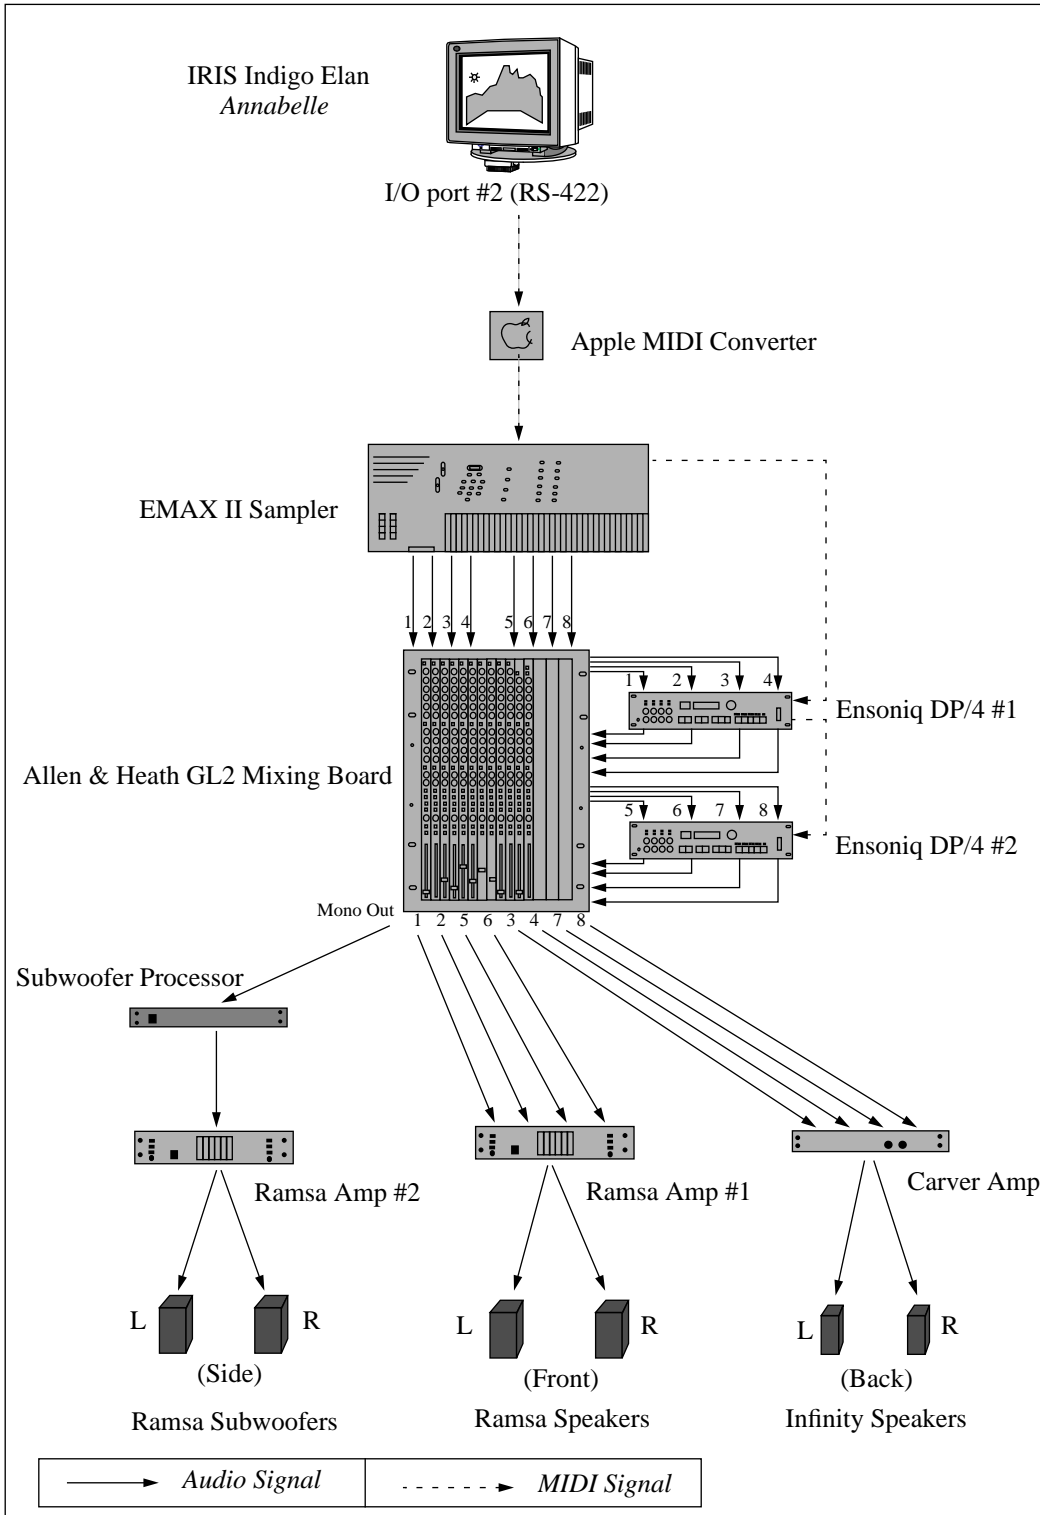 IRIS Indigo Elan
Annabelle
I/O port #2 (RS-422)
Apple MIDI Converter
EMAX II Sampler
1 2 3 4 5 6 7 8
1 2 3 4
Ensoniq DP/4 #1
Allen & Heath GL2 Mixing Board
5 6 7 8
Ensoniq DP/4 #2
Mono Out
1 2 5 6 3 4 7 8
Subwoofer Processor
Ramsa Amp #2
Ramsa Amp #1
Carver Amp
L R
L R
L R
(Side)
(Front)
(Back)
Ramsa Subwoofers
Ramsa Speakers
Infinity Speakers
Audio Signal
MIDI Signal